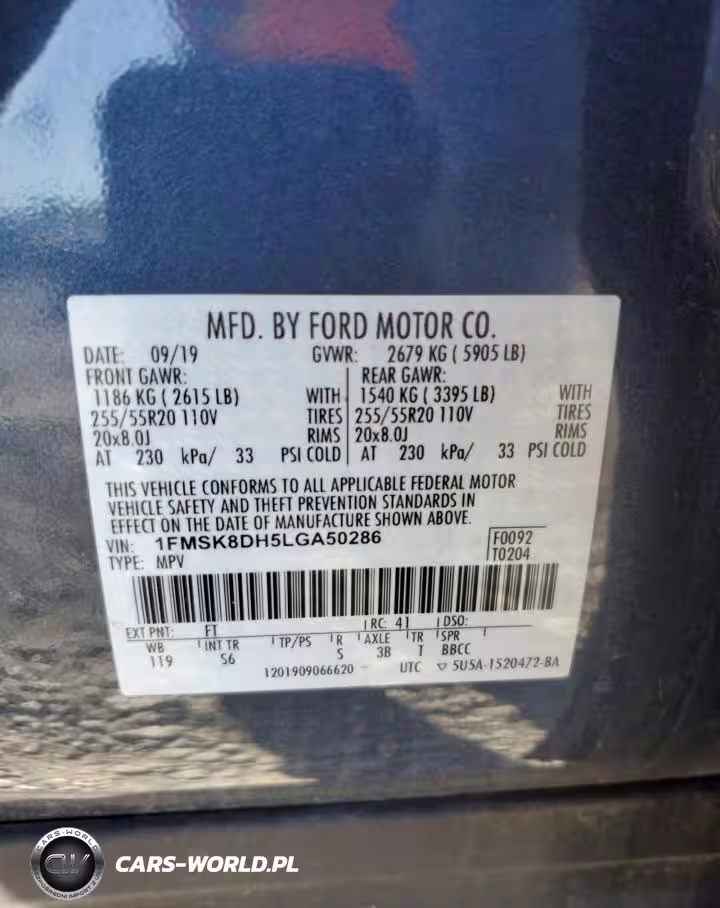 MFD. BY FORD MOTOR CO.
DATE: 09/19 GVWR: 2679 KG ( 5905 LB)
FRONT GAWR: REAR GAWR:
1186 KG ( 2615 LB) WITH 1540 KG ( 3395 LB) WITH
255/55R20 110V TIRES 255/55R20 110V TIRES
20x8.0J RIMS 20x8.0J RIMS
AT 230 kPa/ 33 PSI COLD AT 230 kPa/ 33 PSI COLD
THIS VEHICLE CONFORMS TO ALL APPLICABLE FEDERAL MOTOR
VEHICLE SAFETY AND THEFT PREVENTION STANDARDS IN
EFFECT ON THE DATE OF MANUFACTURE SHOWN ABOVE.
VIN: 1FMSK8DH5LGA50286 F0092
TYPE: MPV T0204
EXT PNT: FT RC: 41 DSO:
WB INT TR TP/PS R AXLE TR SPR
119 S6 S 3B T BBCC
1201909066620 UTC ▽ 5U5A-1520472-BA
CARS-WORLD
CW
CARS-WORLD.PL